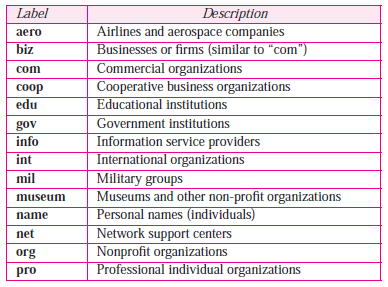 Label Description
aero Airlines and aerospace companies
biz Businesses or firms (similar to “com”)
com Commercial organizations
coop Cooperative business organizations
edu Educational institutions
gov Government institutions
info Information service providers
int International organizations
mil Military groups
museum Museums and other non-profit organizations
name Personal names (individuals)
net Network support centers
org Nonprofit organizations
pro Professional individual organizations